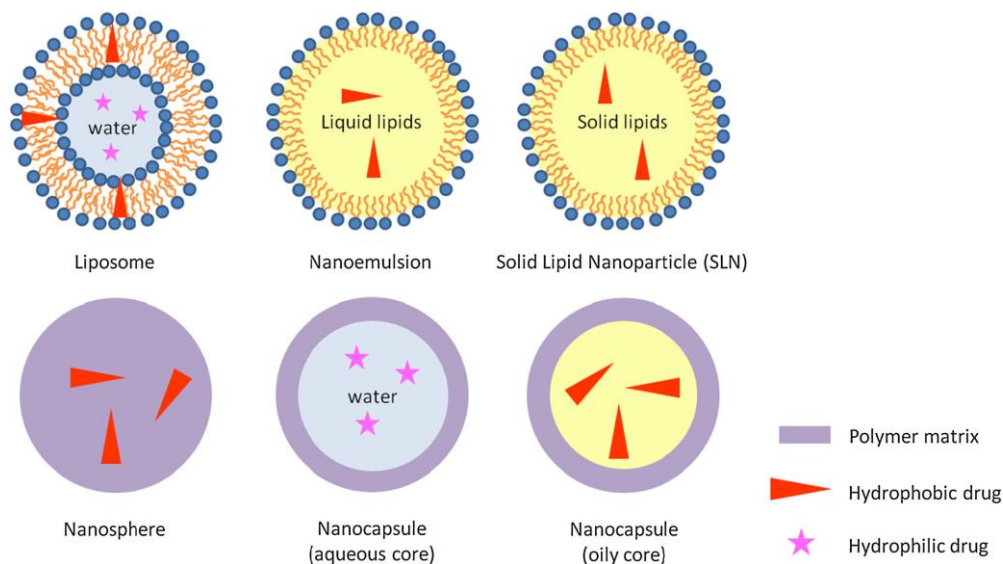 water
Liquid lipids
Solid lipids
Liposome
Nanoemulsion
Solid Lipid Nanoparticle (SLN)
water
Nanosphere
Nanocapsule
(aqueous core)
Nanocapsule
(oily core)
Polymer matrix
Hydrophobic drug
Hydrophilic drug